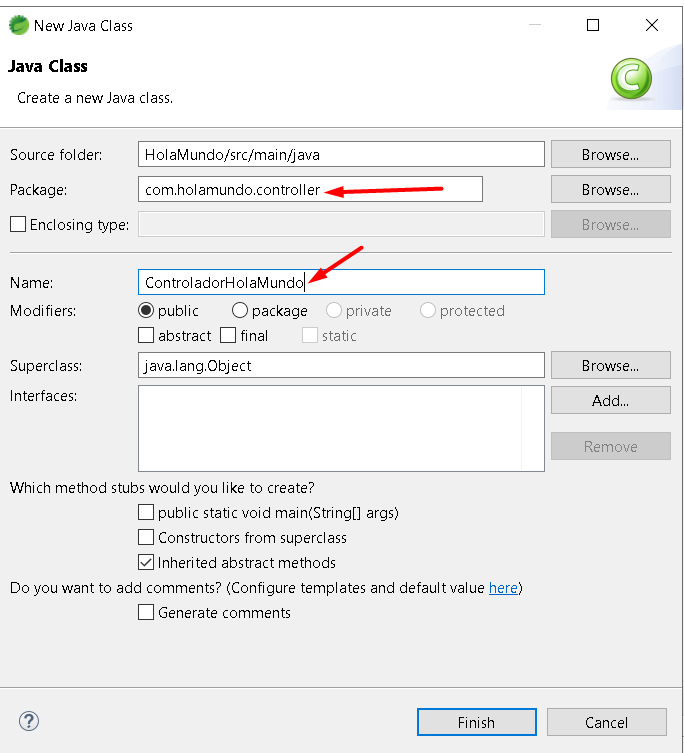 New Java Class
Java Class
Create a new Java class.
Source folder: HolaMundo/src/main/java Browse...
Package: com.holamundo.controller Browse...
Enclosing type: Browse...
Name: ControladorHolaMundo
Modifiers: public package private protected
abstract final static
Superclass: java.lang.Object Browse...
Interfaces: Add...
Remove
Which method stubs would you like to create?
public static void main(String[] args)
Constructors from superclass
Inherited abstract methods
Do you want to add comments? (Configure templates and default value here)
Generate comments
? Finish Cancel